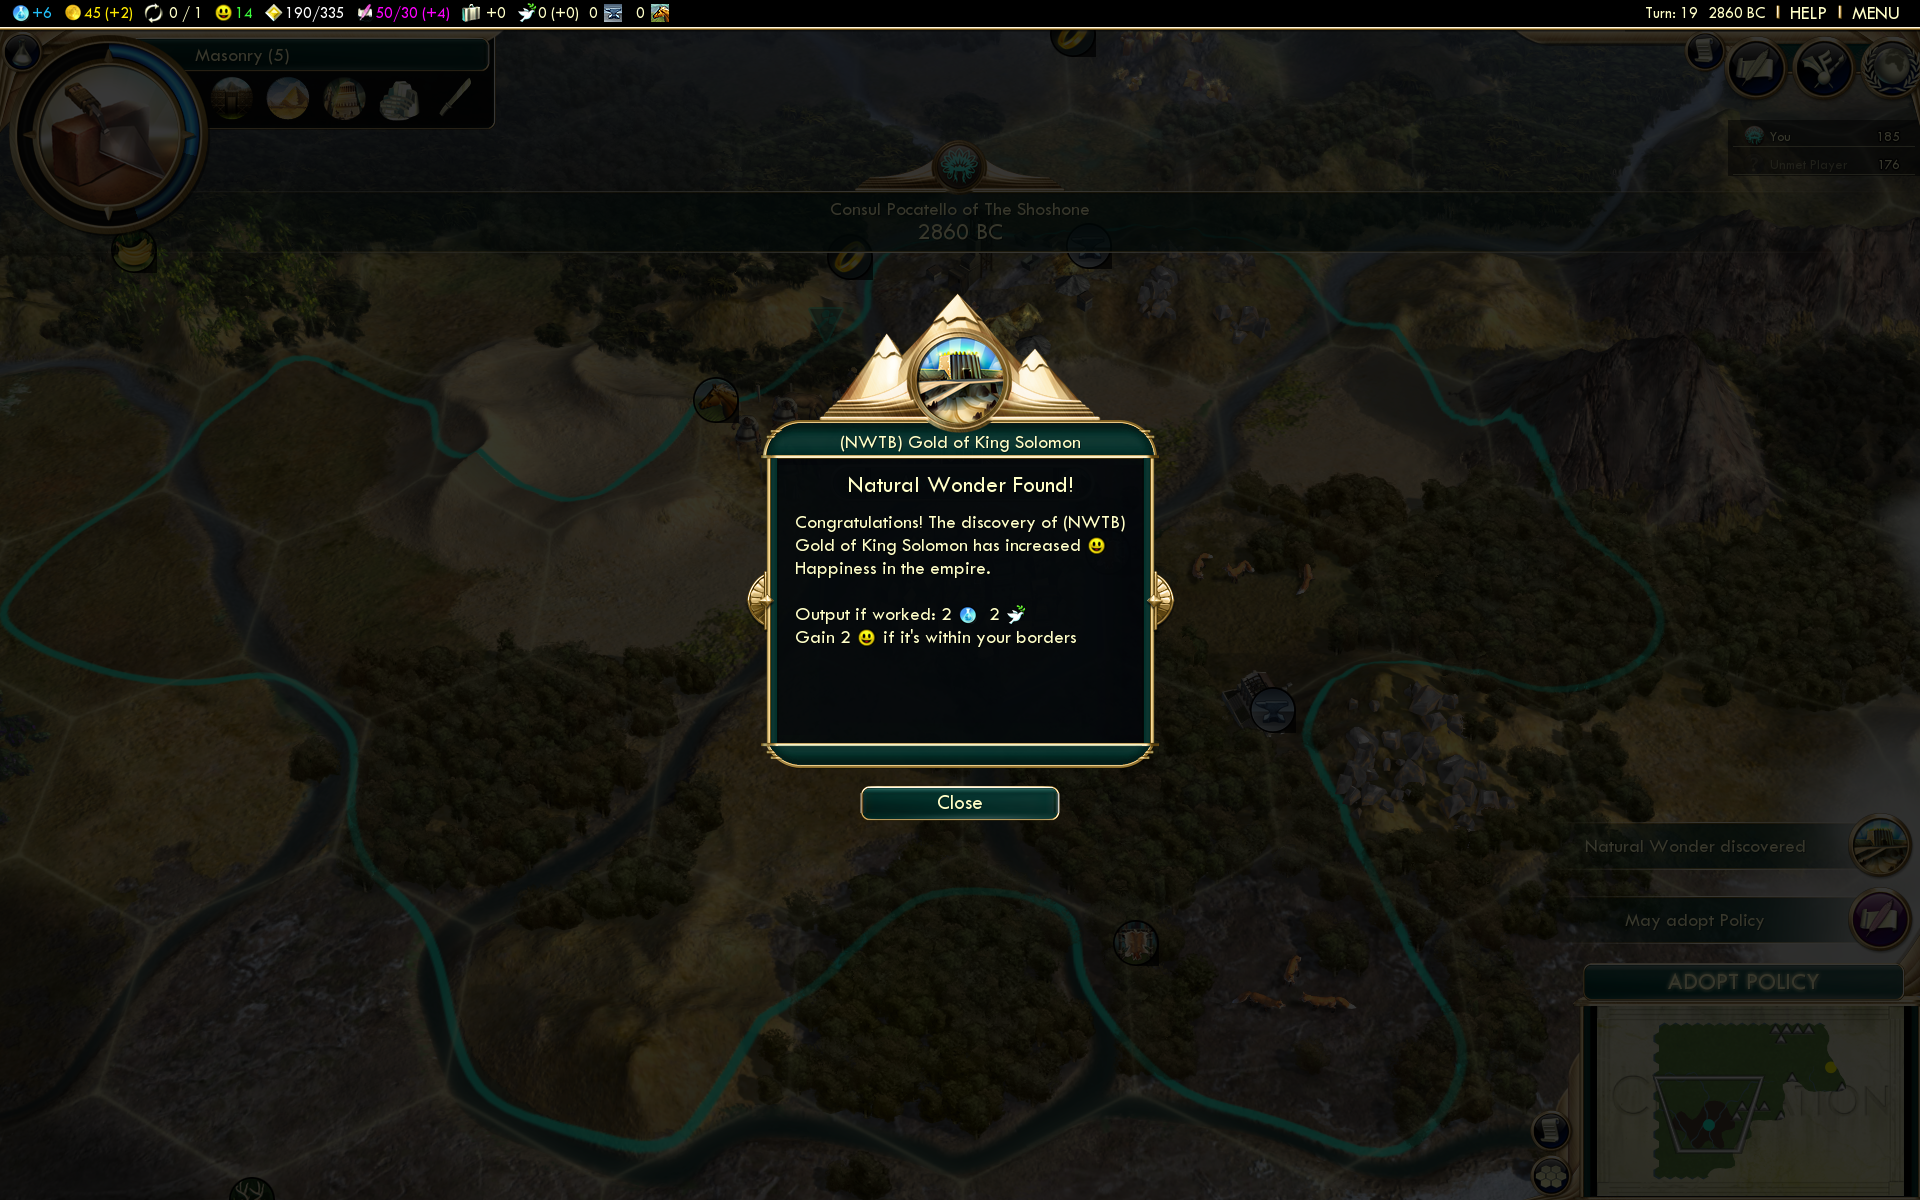 +6 45 (+2) 0 / 1 14 190/335 50/30 (+4) +0 0 (+0) 0 0 Turn: 19 2860 BC HELP MENU
Masonry (5)
You 185
Unmet Player 176
Consul Pocatello of The Shoshone
2860 BC
(NWTB) Gold of King Solomon
Natural Wonder Found!
Congratulations! The discovery of (NWTB)
Gold of King Solomon has increased
Happiness in the empire.
Output if worked: 2 2
Gain 2 if it's within your borders
Close
Natural Wonder discovered
May adopt Policy
ADOPT POLICY